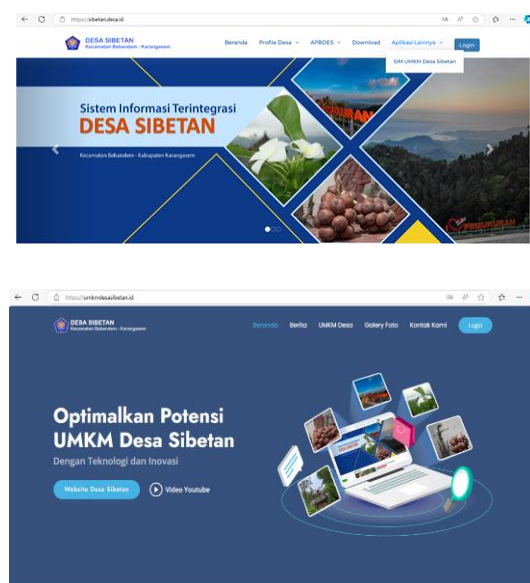 https://sibetan.desa.id
DESA SIBETAN
Kecamatan Bebandem - Karangasem
Beranda Profile Desa APBDES Download Aplikasi Lainnya Login
SIM UMKM Desa Sibetan
Sistem Informasi Terintegrasi
DESA SIBETAN
Kecamatan Bebandem - Kabupaten Karangasem
PEMUKURAN
https://umkmdesasibetan.id
DESA SIBETAN
Kecamatan Bebandem - Karangasem
Beranda Berita UMKM Desa Galery Foto Kontak Kami Login
Optimalkan Potensi
UMKM Desa Sibetan
Dengan Teknologi dan Inovasi
Website Desa Sibetan Video Youtube